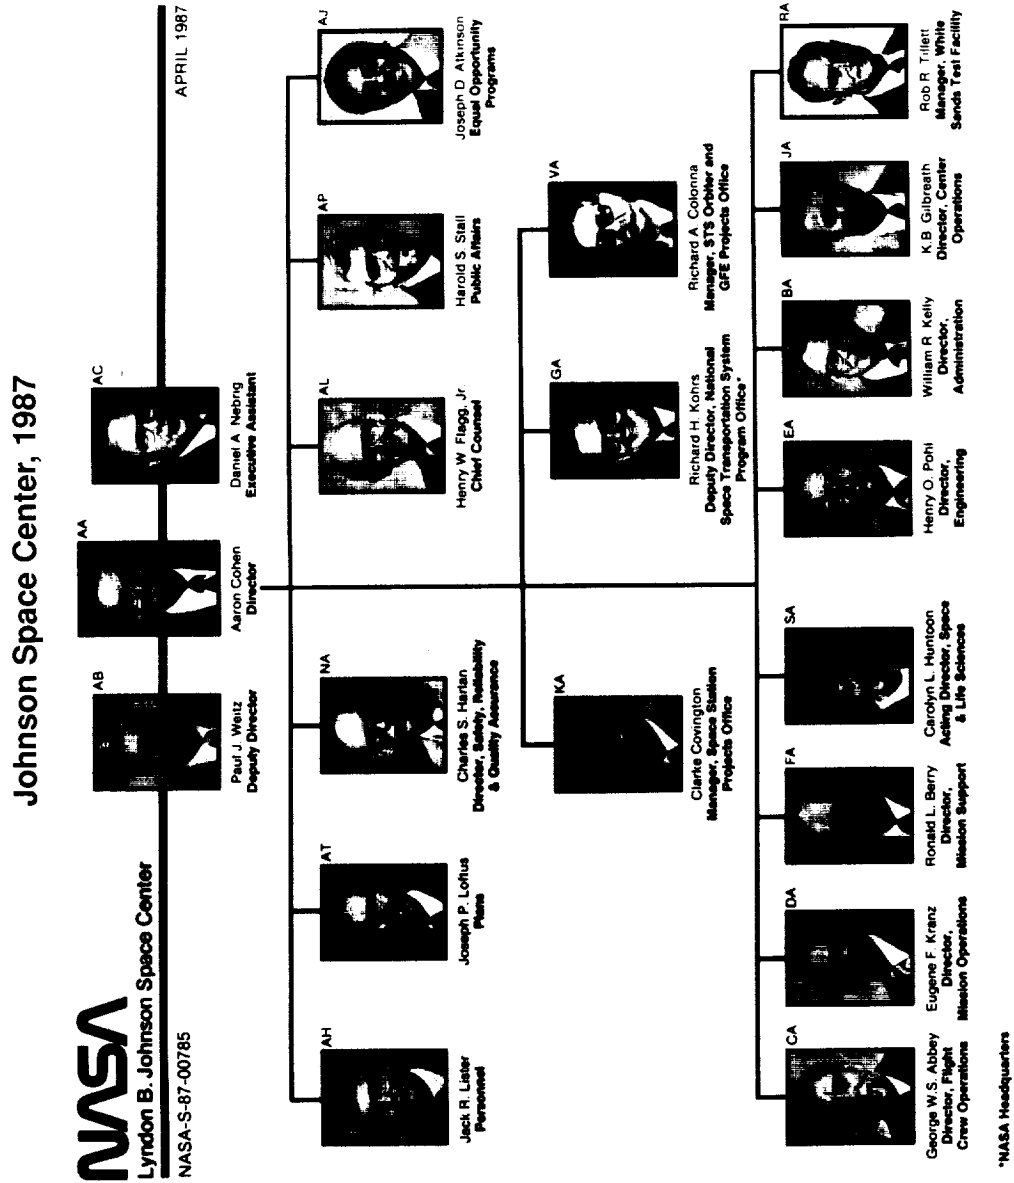 Johnson Space Center, 1987
NASA
Lyndon B. Johnson Space Center
NASA-S-87-00785
APRIL 1987
AB
Paul J. Weitz
Deputy Director
AA
Aaron Cohen
Director
AC
Daniel A. Nebrig
Executive Assistant
AH
Jack R. Lister
Personnel
AT
Joseph P. Loftus
Plans
NA
Charles S. Harlan
Director, Safety, Reliability
& Quality Assurance
AL
Henry W. Flagg, Jr.
Chief Counsel
AP
Harold S. Stall
Public Affairs
AJ
Joseph D. Atkinson
Equal Opportunity
Programs
KA
Clarke Covington
Manager, Space Station
Projects Office
GA
Richard H. Kohrs
Deputy Director, National
Space Transportation System
Program Office*
VA
Richard A. Colonna
Manager, STS Orbiter and
GFE Projects Office
CA
George W.S. Abbey
Director, Flight
Crew Operations
DA
Eugene F. Kranz
Director,
Mission Operations
FA
Ronald L. Berry
Director,
Mission Support
SA
Carolyn L. Huntoon
Acting Director, Space
& Life Sciences
EA
Henry O. Pohl
Director,
Engineering
BA
William R. Kelly
Director,
Administration
JA
K.B. Gilbreath
Director, Center
Operations
RA
Rob R. Tillett
Manager, White
Sands Test Facility
*NASA Headquarters